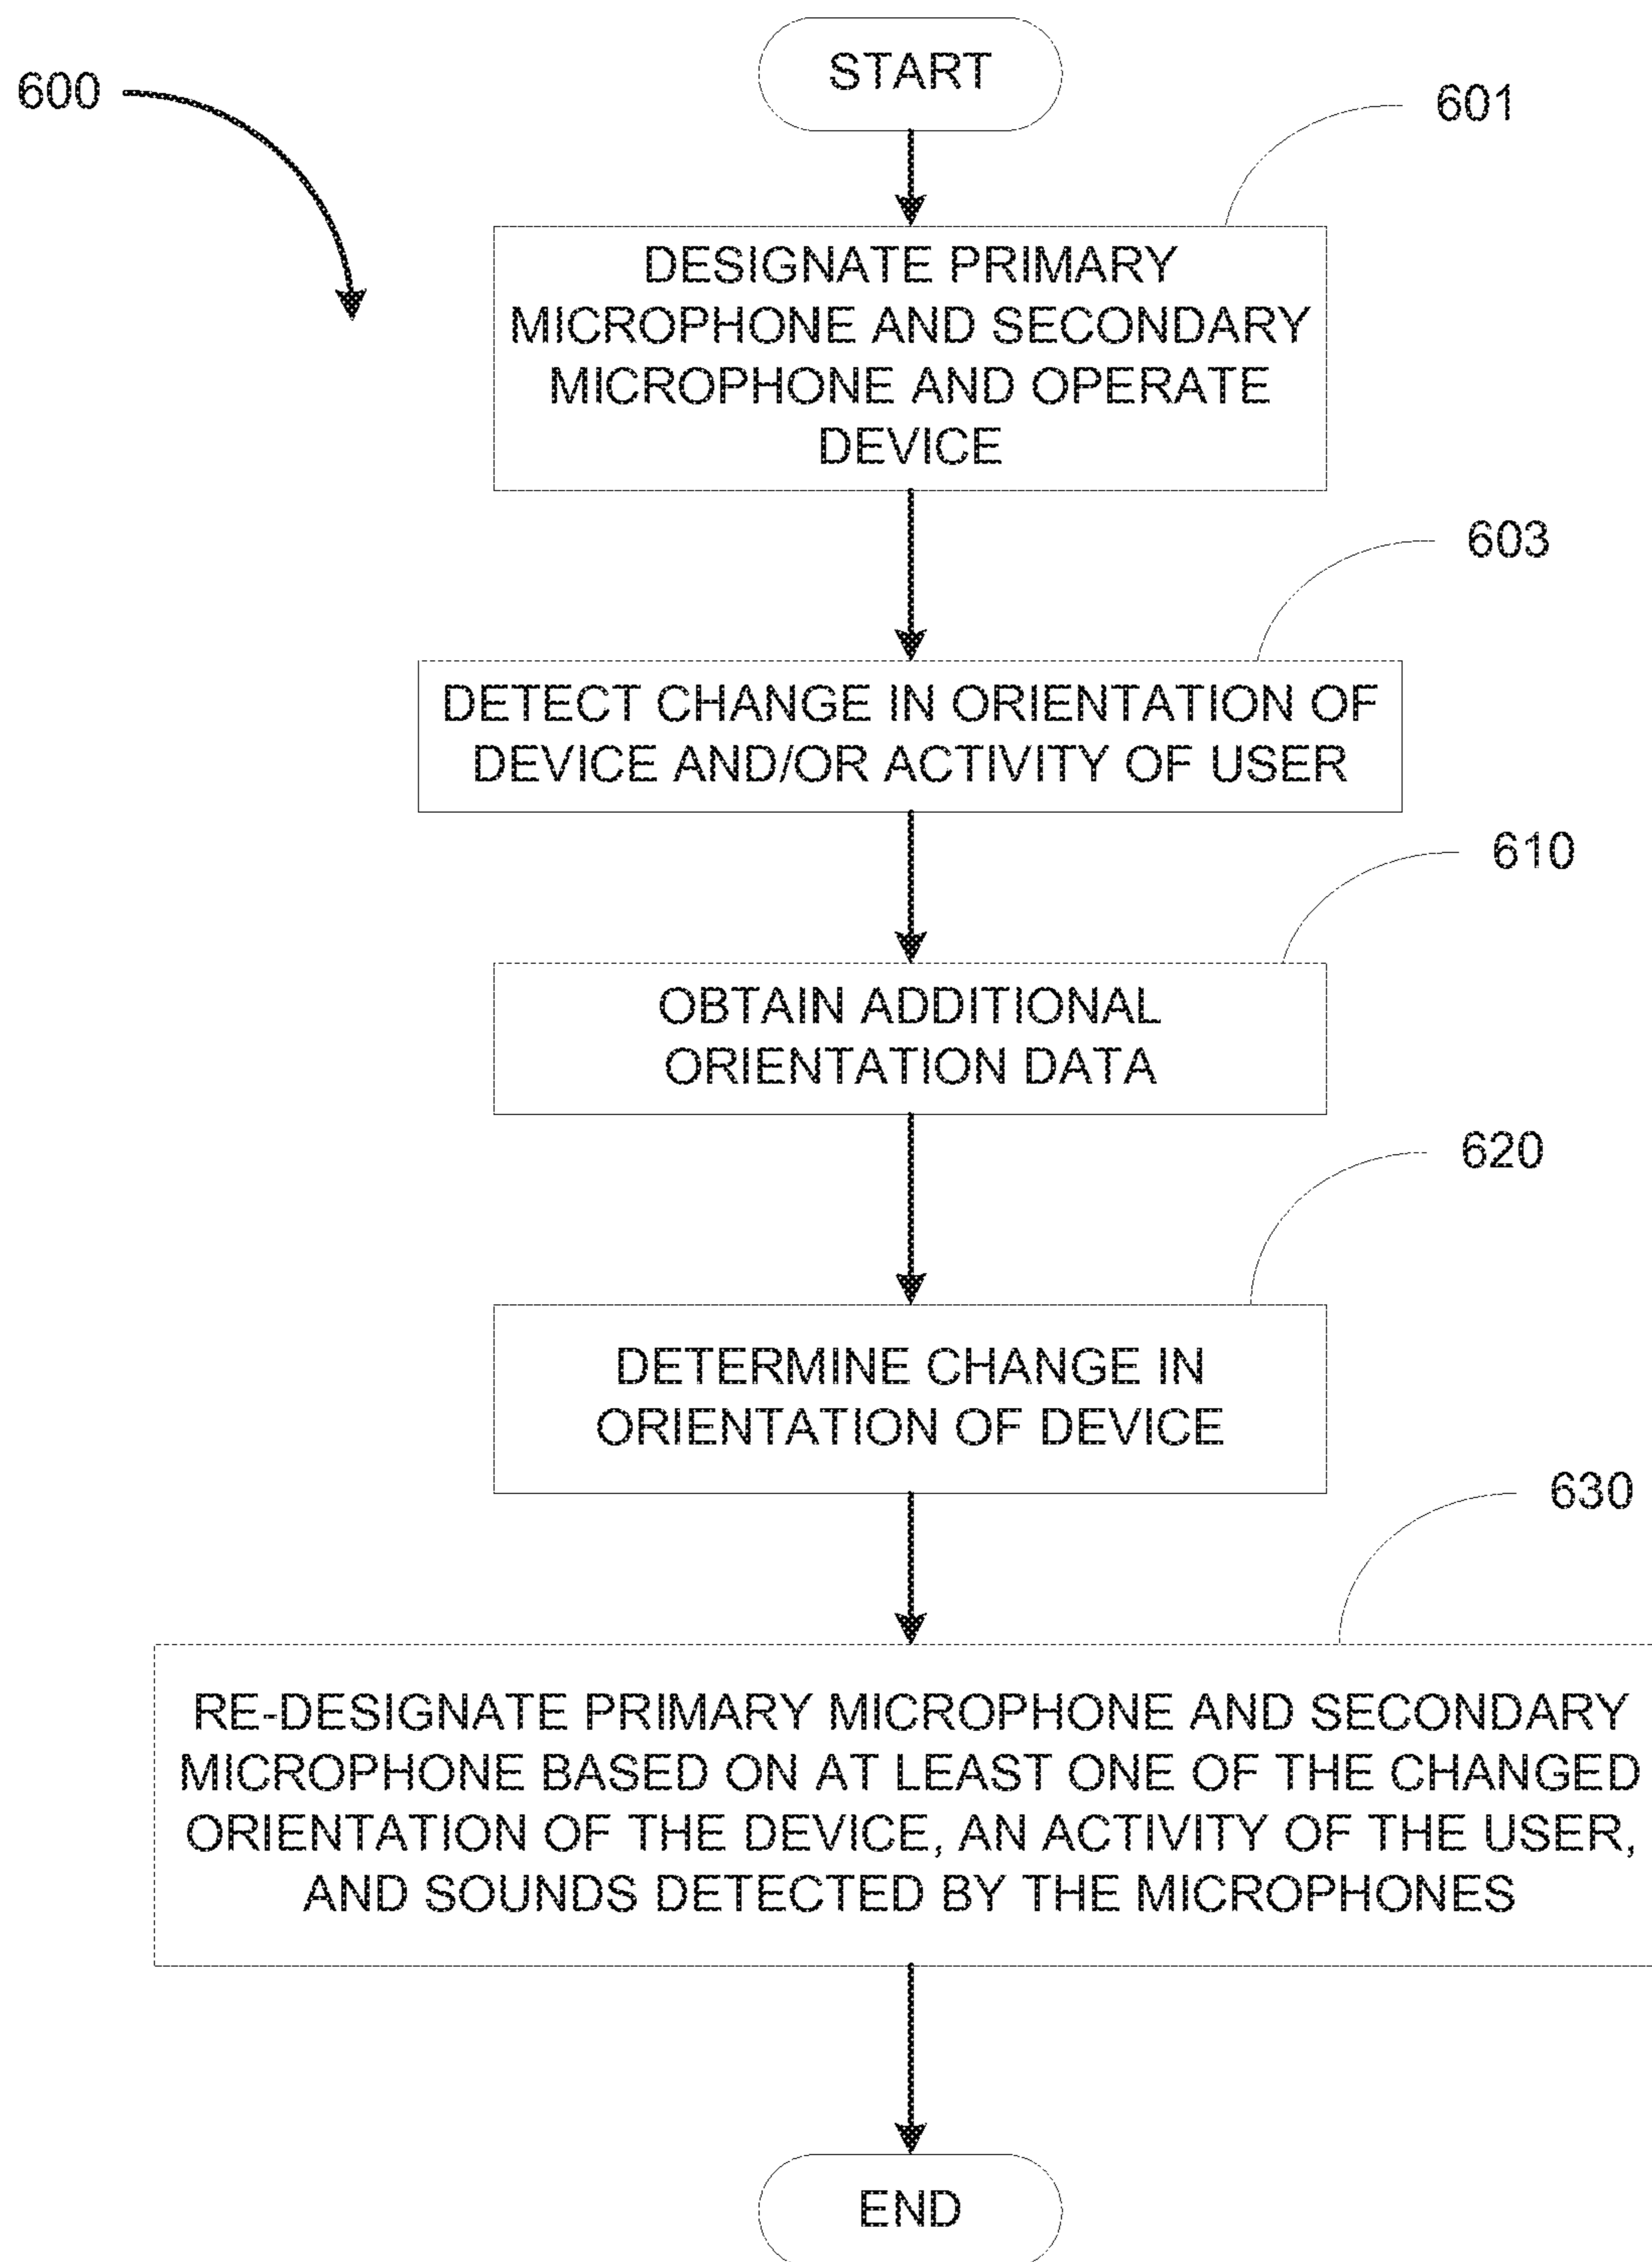 START
600
601
DESIGNATE PRIMARY
MICROPHONE AND SECONDARY
MICROPHONE AND OPERATE
DEVICE
603
DETECT CHANGE IN ORIENTATION OF
DEVICE AND/OR ACTIVITY OF USER
610
OBTAIN ADDITIONAL
ORIENTATION DATA
620
DETERMINE CHANGE IN
ORIENTATION OF DEVICE
630
RE-DESIGNATE PRIMARY MICROPHONE AND SECONDARY
MICROPHONE BASED ON AT LEAST ONE OF THE CHANGED
ORIENTATION OF THE DEVICE, AN ACTIVITY OF THE USER,
AND SOUNDS DETECTED BY THE MICROPHONES
END